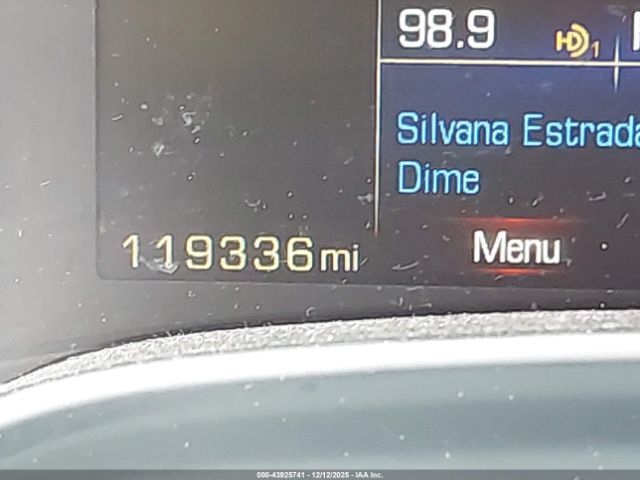 98.9 HD1
Silvana Estrada
Dime
119336mi
Menu
000-43925741 - 12/12/2025 - IAA Inc.